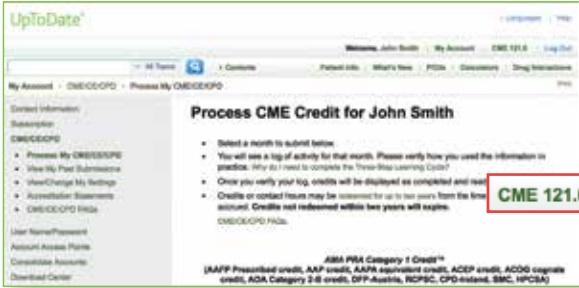 UpToDate®
Languages Help
Welcome, John Smith My Account CME 121.0 Log Out
All Topics Contents Patient Info What's New PCUs Calculators Drug Interactions
My Account CME/CE/CPD Process My CME/CE/CPD Print
Contact Information
Subscription
CME/CE/CPD
• Process My CME/CE/CPD
• View My Past Submissions
• View/Change My Settings
• Accreditation Statements
• CME/CE/CPD FAQs
User Name/Password
Account Access Points
Consolidate Accounts
Download Center
Process CME Credit for John Smith
• Select a month to submit below.
• You will see a log of activity for that month. Please verify how you used the information in
practice. Why do I need to complete the Three-Step Learning Cycle?
• Once you verify your log, credits will be displayed as completed and read
• Credits or contact hours may be redeemed for up to two years from the time
accrued. Credits not redeemed within two years will expire.
CME 121.0
CME/CE/CPD FAQs.
AMA PRA Category 1 Credit™
(AAFP Prescribed credit, AAP credit, AAPA equivalent credit, ACEP credit, ACOG cognate
credit, AOA Category 2-B credit, DFP-Austria, RCPSC, CPD-Ireland, SMC, HPCSA)